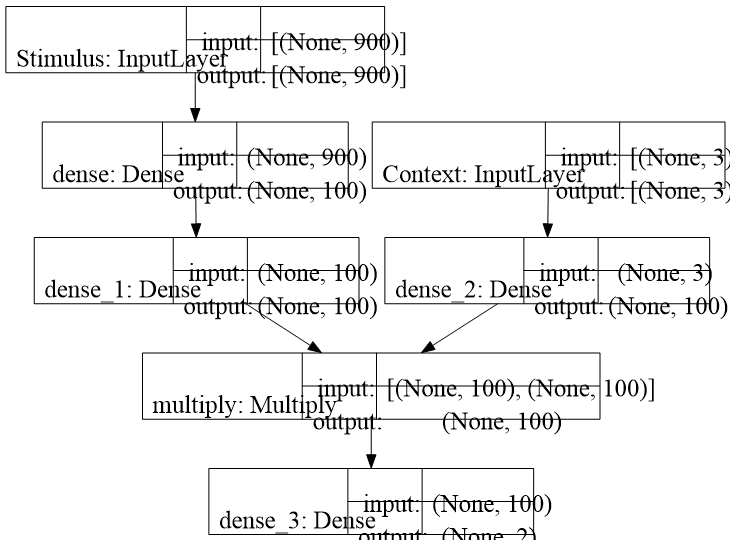 Stimulus: InputLayer
input: [(None, 900)]
output: [(None, 900)]
dense: Dense
input: (None, 900)
output: (None, 100)
Context: InputLayer
input: [(None, 3)
output: [(None, 3)
dense_1: Dense
input: (None, 100)
output: (None, 100)
dense_2: Dense
input: (None, 3)
output: (None, 100)
multiply: Multiply
input: [(None, 100), (None, 100)]
output: (None, 100)
dense_3: Dense
input: (None, 100)
output: (None, 2)